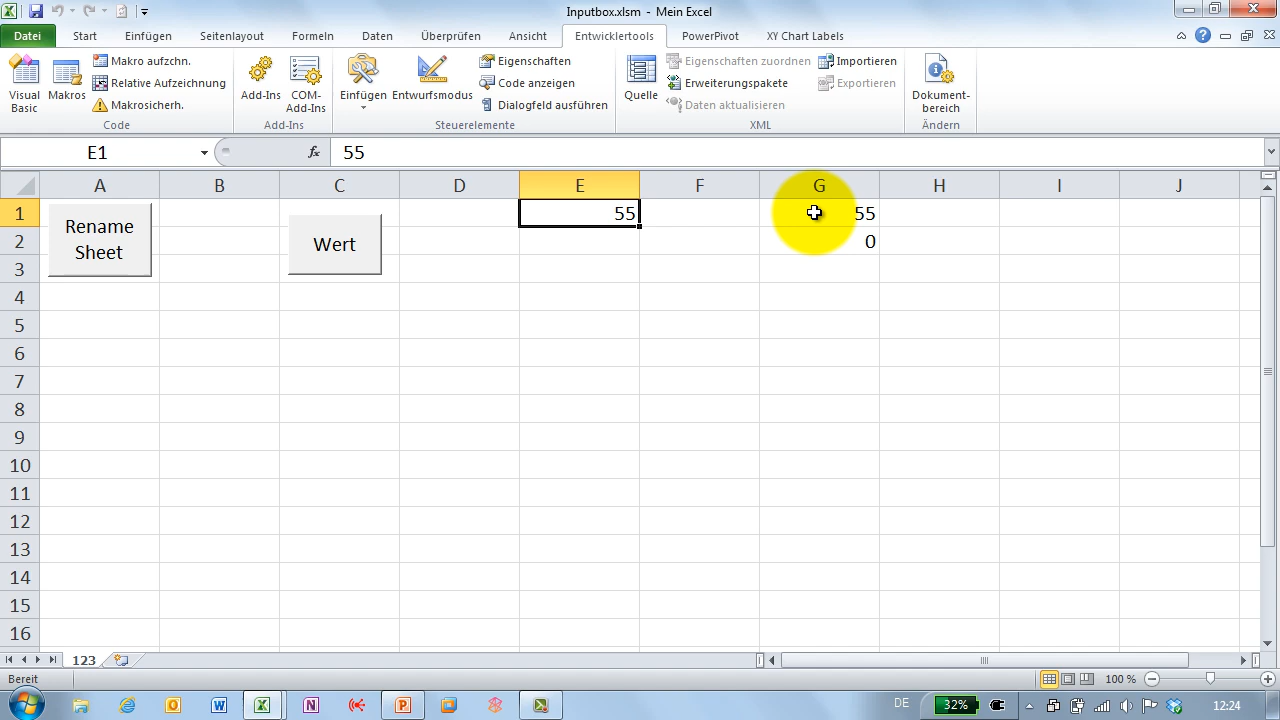 Inputbox.xlsm - Mein Excel
Datei Start Einfügen Seitenlayout Formeln Daten Überprüfen Ansicht Entwicklertools PowerPivot XY Chart Labels
Visual Basic
Makros
Makro aufzchn.
Relative Aufzeichnung
Makrosicherh.
Code
Add-Ins
COM-Add-Ins
Add-Ins
Einfügen
Entwurfsmodus
Eigenschaften
Code anzeigen
Dialogfeld ausführen
Steuerelemente
Quelle
Eigenschaften zuordnen
Erweiterungspakete
Daten aktualisieren
Importieren
Exportieren
XML
Dokument-
bereich
Ändern
E1 fx 55
A B C D E F G H I J
1 55 55
2 0
Rename
Sheet
Wert
3
4
5
6
7
8
9
10
11
12
13
14
15
16
123
Bereit 100 %
DE 32% 12:24